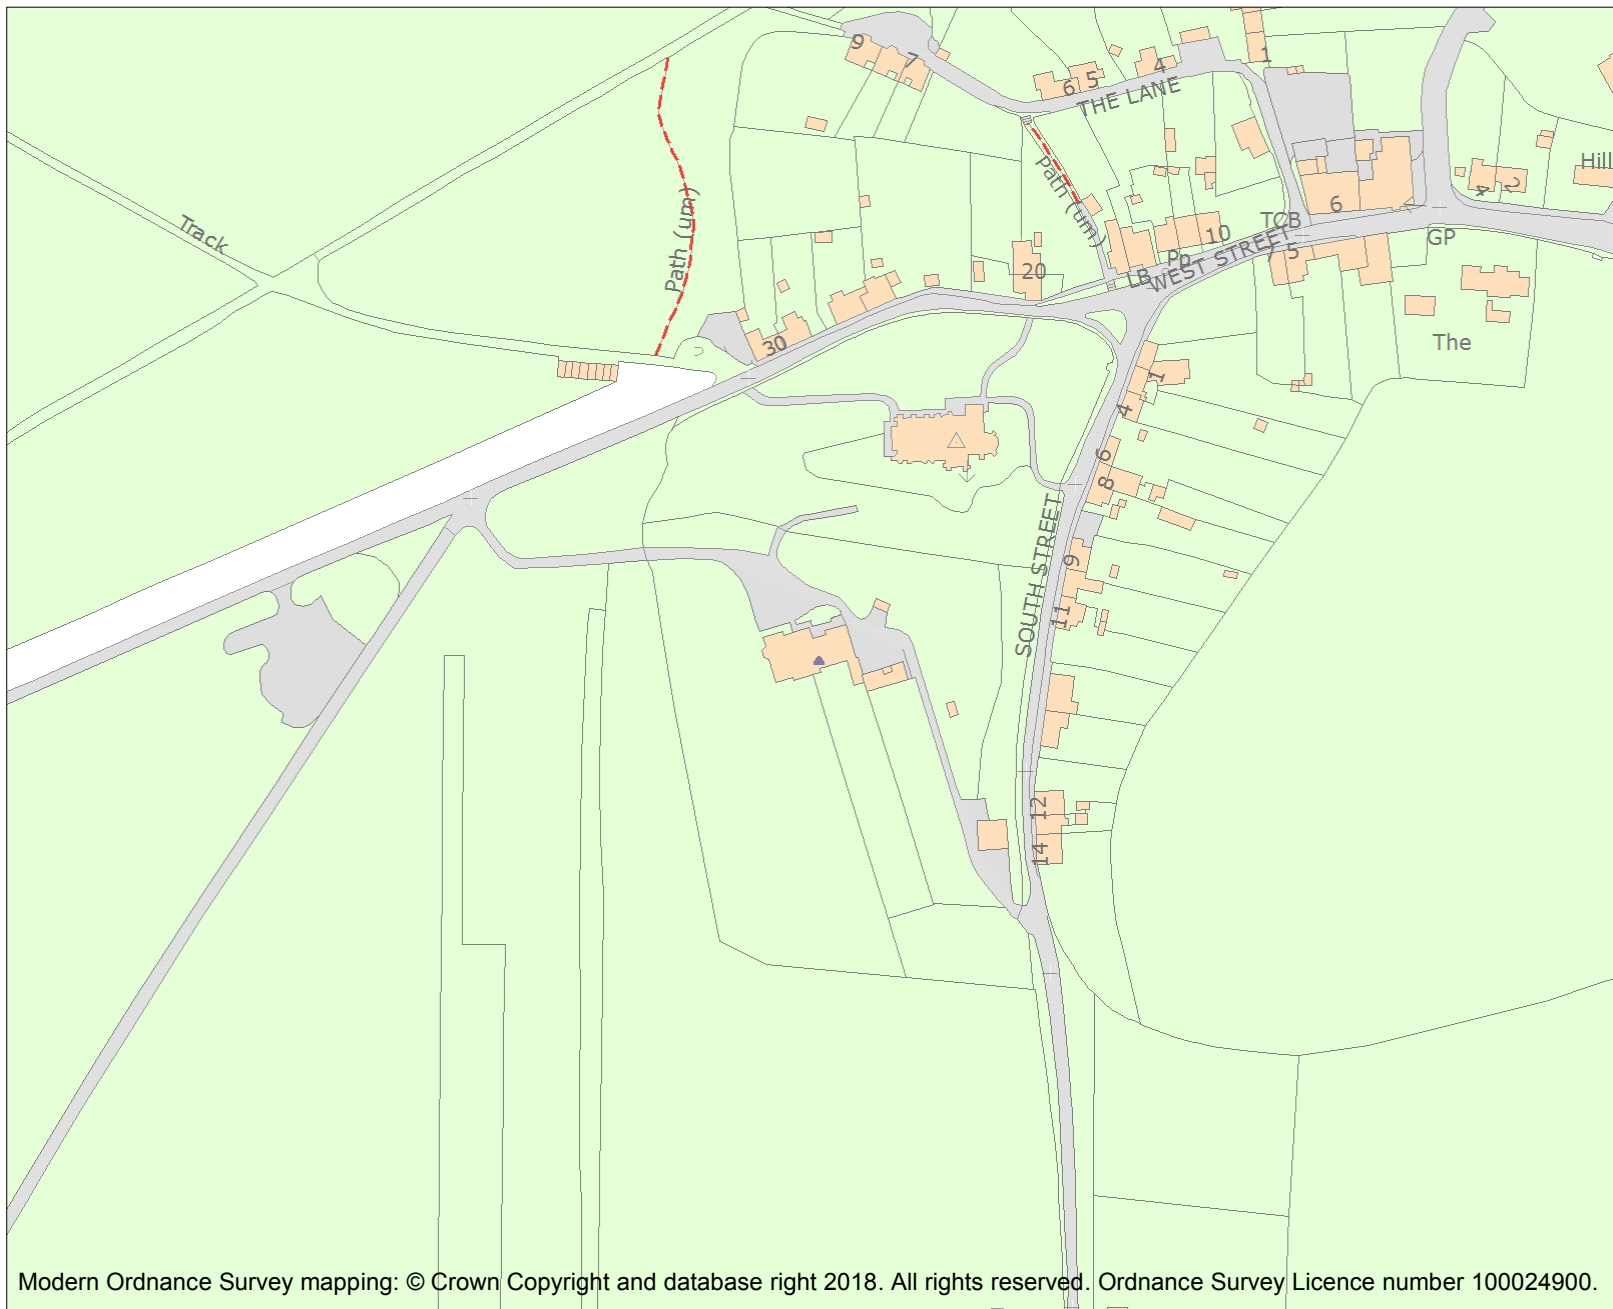 9
7
6
5
4
THE LANE
1
Hill
Path (um)
Track
Path (um)
6
4
2
TCB
GP
10
Pp
LB
WEST STREET
5
20
30
The
1
4
6
8
SOUTH STREET
9
11
12
14
Modern Ordnance Survey mapping: © Crown Copyright and database right 2018. All rights reserved. Ordnance Survey Licence number 100024900.